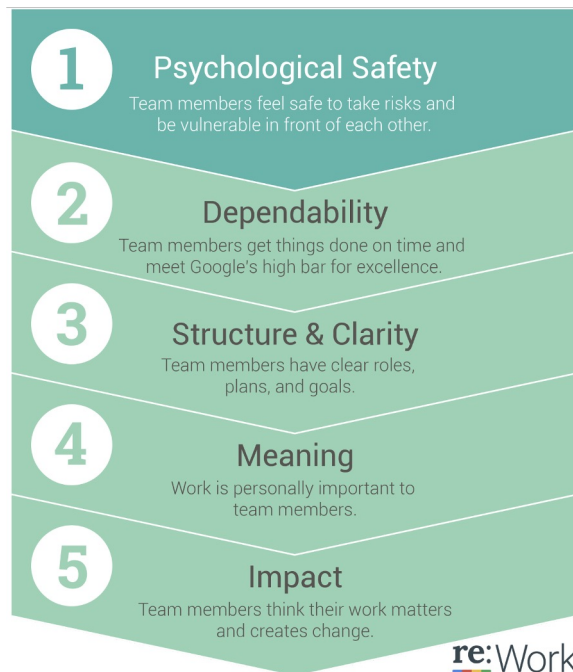 1
Psychological Safety
Team members feel safe to take risks and
be vulnerable in front of each other.
2
Dependability
Team members get things done on time and
meet Google's high bar for excellence.
3
Structure & Clarity
Team members have clear roles,
plans, and goals.
4
Meaning
Work is personally important to
team members.
5
Impact
Team members think their work matters
and creates change.
re:Work